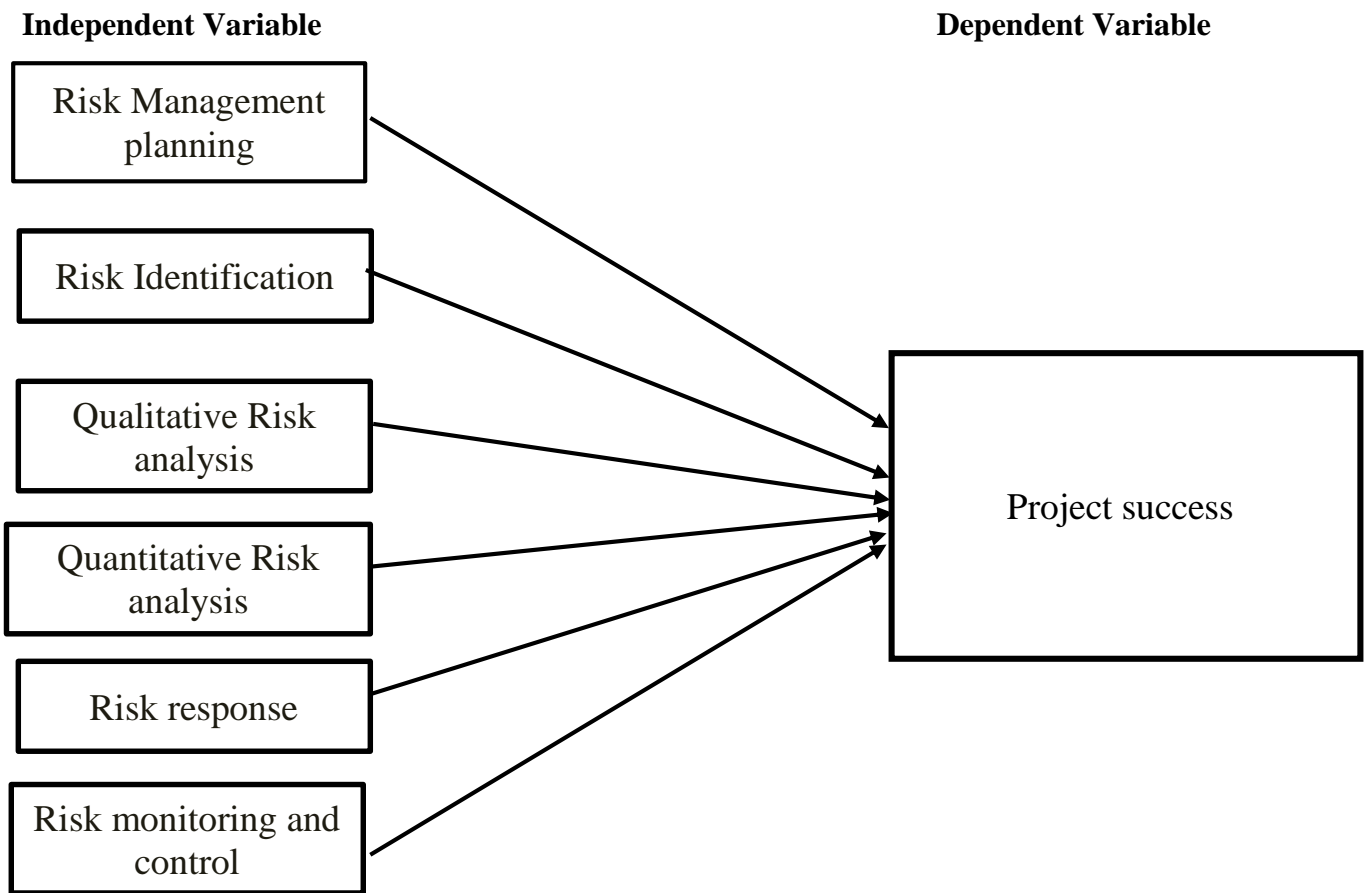 Independent Variable
Dependent Variable
Risk Management
planning
Risk Identification
Qualitative Risk
analysis
Quantitative Risk
analysis
Risk response
Risk monitoring and
control
Project success